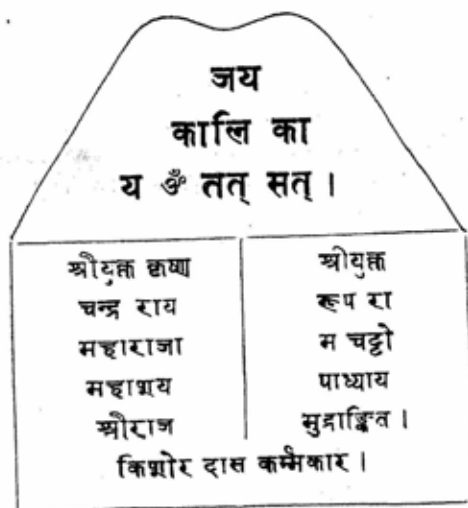 जय
कालि का
य ॐ तत् सत् ।
श्रीयुक्त कृष्ण
चन्द्र राय
महाराजा
महाशय
श्रीराज
श्रीयुक्त
रूप रा
म चट्टो
पाध्याय
मुद्राङ्कित ।
किशोर दास कर्म्मकार ।